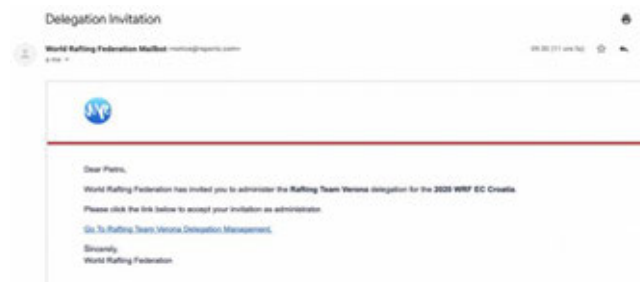 Delegation Invitation
World Rafting Federation Mailbot
a me
Dear Pietro,
World Rafting Federation has invited you to administer the Rafting Team Verona delegation for the 2020 WRF EC Croatia.
Please click the link below to accept your invitation as administrator.
Go To Rafting Team Verona Delegation Management.
Sincerely,
World Rafting Federation